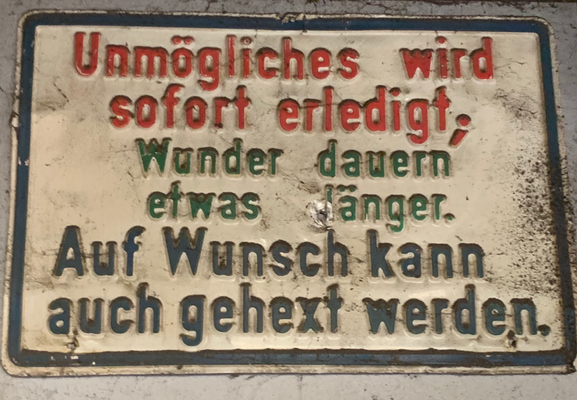 Unmögliches wird
sofort erledigt;
Wunder dauern
etwas länger.
Auf Wunsch kann
auch gehext werden.